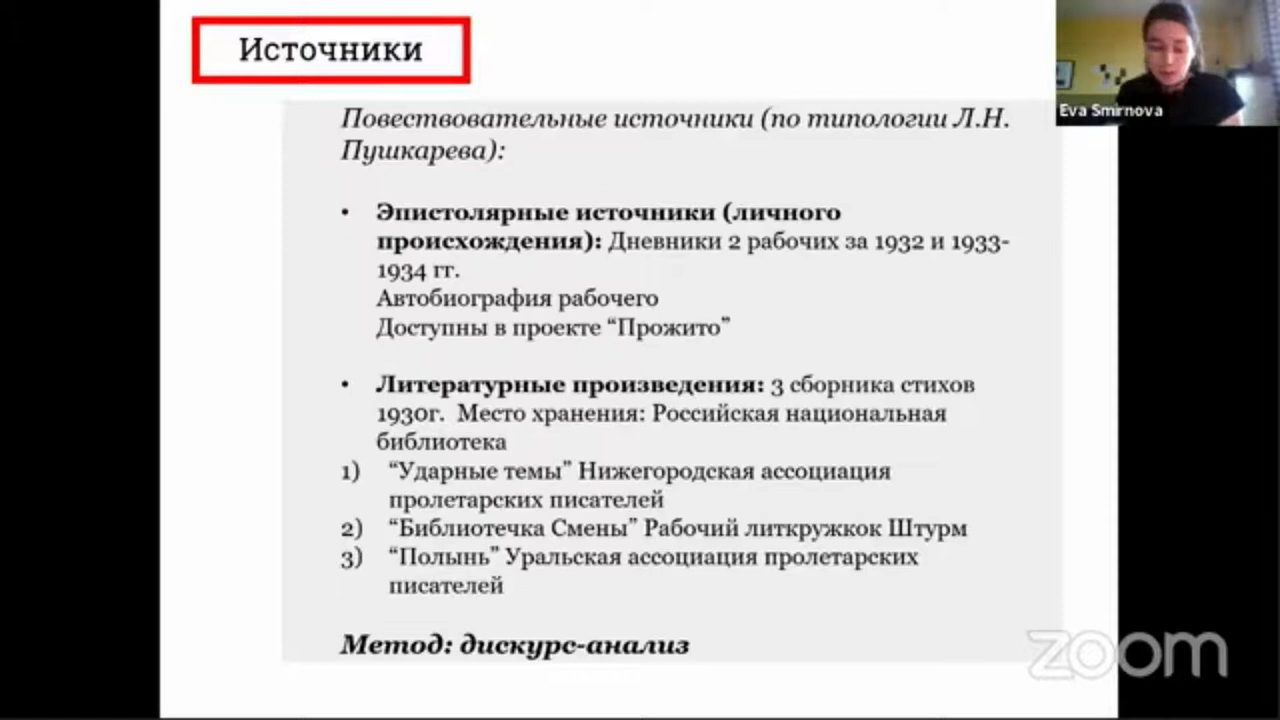 Источники
Eva Smirnova
Повествовательные источники (по типологии Л.Н.
Пушкарева):
• Эпистолярные источники (личного
происхождения): Дневники 2 рабочих за 1932 и 1933-
1934 гг.
Автобиография рабочего
Доступны в проекте “Прожито”
• Литературные произведения: 3 сборника стихов
1930г. Место хранения: Российская национальная
библиотека
1) “Ударные темы” Нижегородская ассоциация
пролетарских писателей
2) “Библиотечка Смены” Рабочий литкружкок Штурм
3) “Полынь” Уральская ассоциация пролетарских
писателей
Метод: дискурс-анализ
zoom